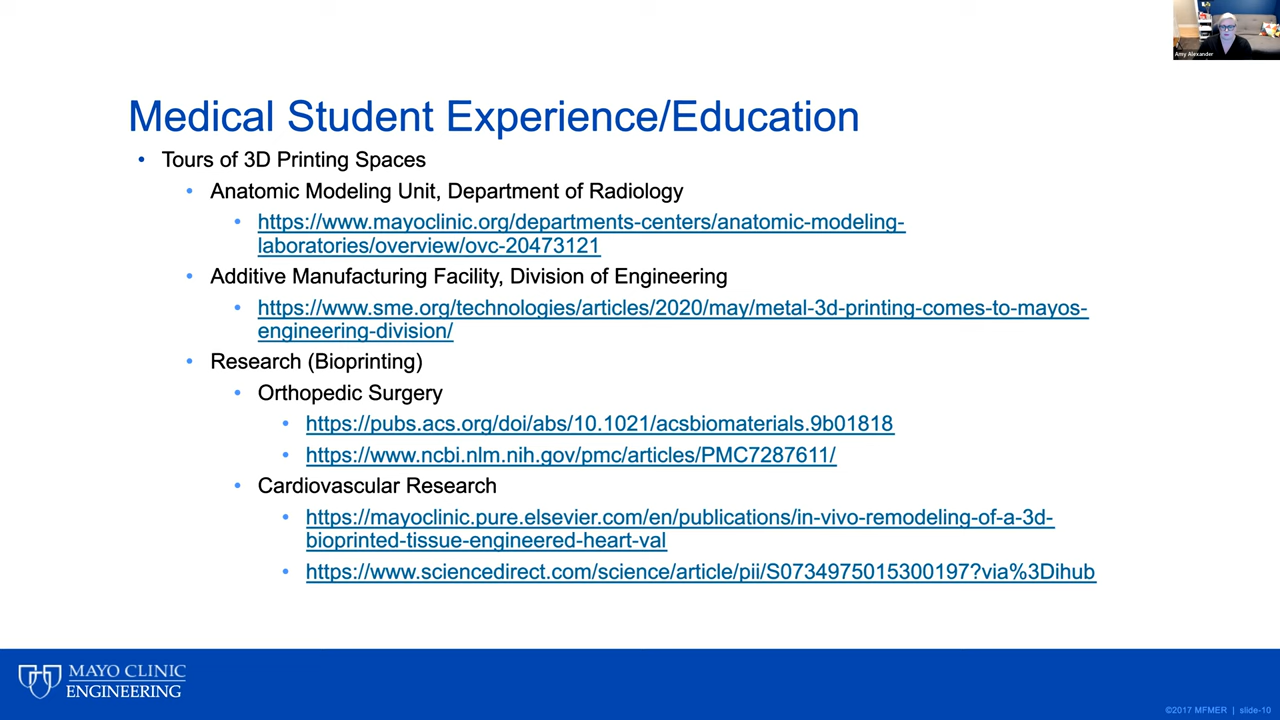 Amy Alexander
Medical Student Experience/Education
• Tours of 3D Printing Spaces
• Anatomic Modeling Unit, Department of Radiology
• https://www.mayoclinic.org/departments-centers/anatomic-modeling-
laboratories/overview/ovc-20473121
• Additive Manufacturing Facility, Division of Engineering
• https://www.sme.org/technologies/articles/2020/may/metal-3d-printing-comes-to-mayos-
engineering-division/
• Research (Bioprinting)
• Orthopedic Surgery
• https://pubs.acs.org/doi/abs/10.1021/acsbiomaterials.9b01818
• https://www.ncbi.nlm.nih.gov/pmc/articles/PMC7287611/
• Cardiovascular Research
• https://mayoclinic.pure.elsevier.com/en/publications/in-vivo-remodeling-of-a-3d-
bioprinted-tissue-engineered-heart-val
• https://www.sciencedirect.com/science/article/pii/S0734975015300197?via%3Dihub
MAYO CLINIC
ENGINEERING
©2017 MFMER | slide-10